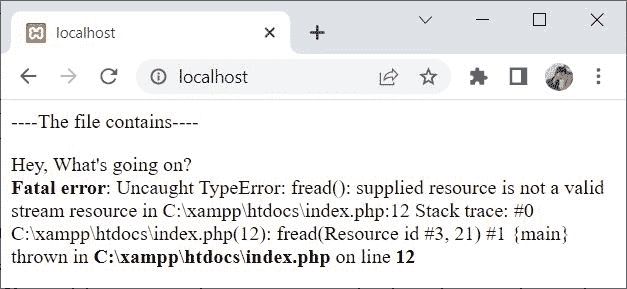 localhost
localhost
----The file contains----
Hey, What's going on?
Fatal error: Uncaught TypeError: fread(): supplied resource is not a valid
stream resource in C:\xampp\htdocs\index.php:12 Stack trace: #0
C:\xampp\htdocs\index.php(12): fread(Resource id #3, 21) #1 {main}
thrown in C:\xampp\htdocs\index.php on line 12